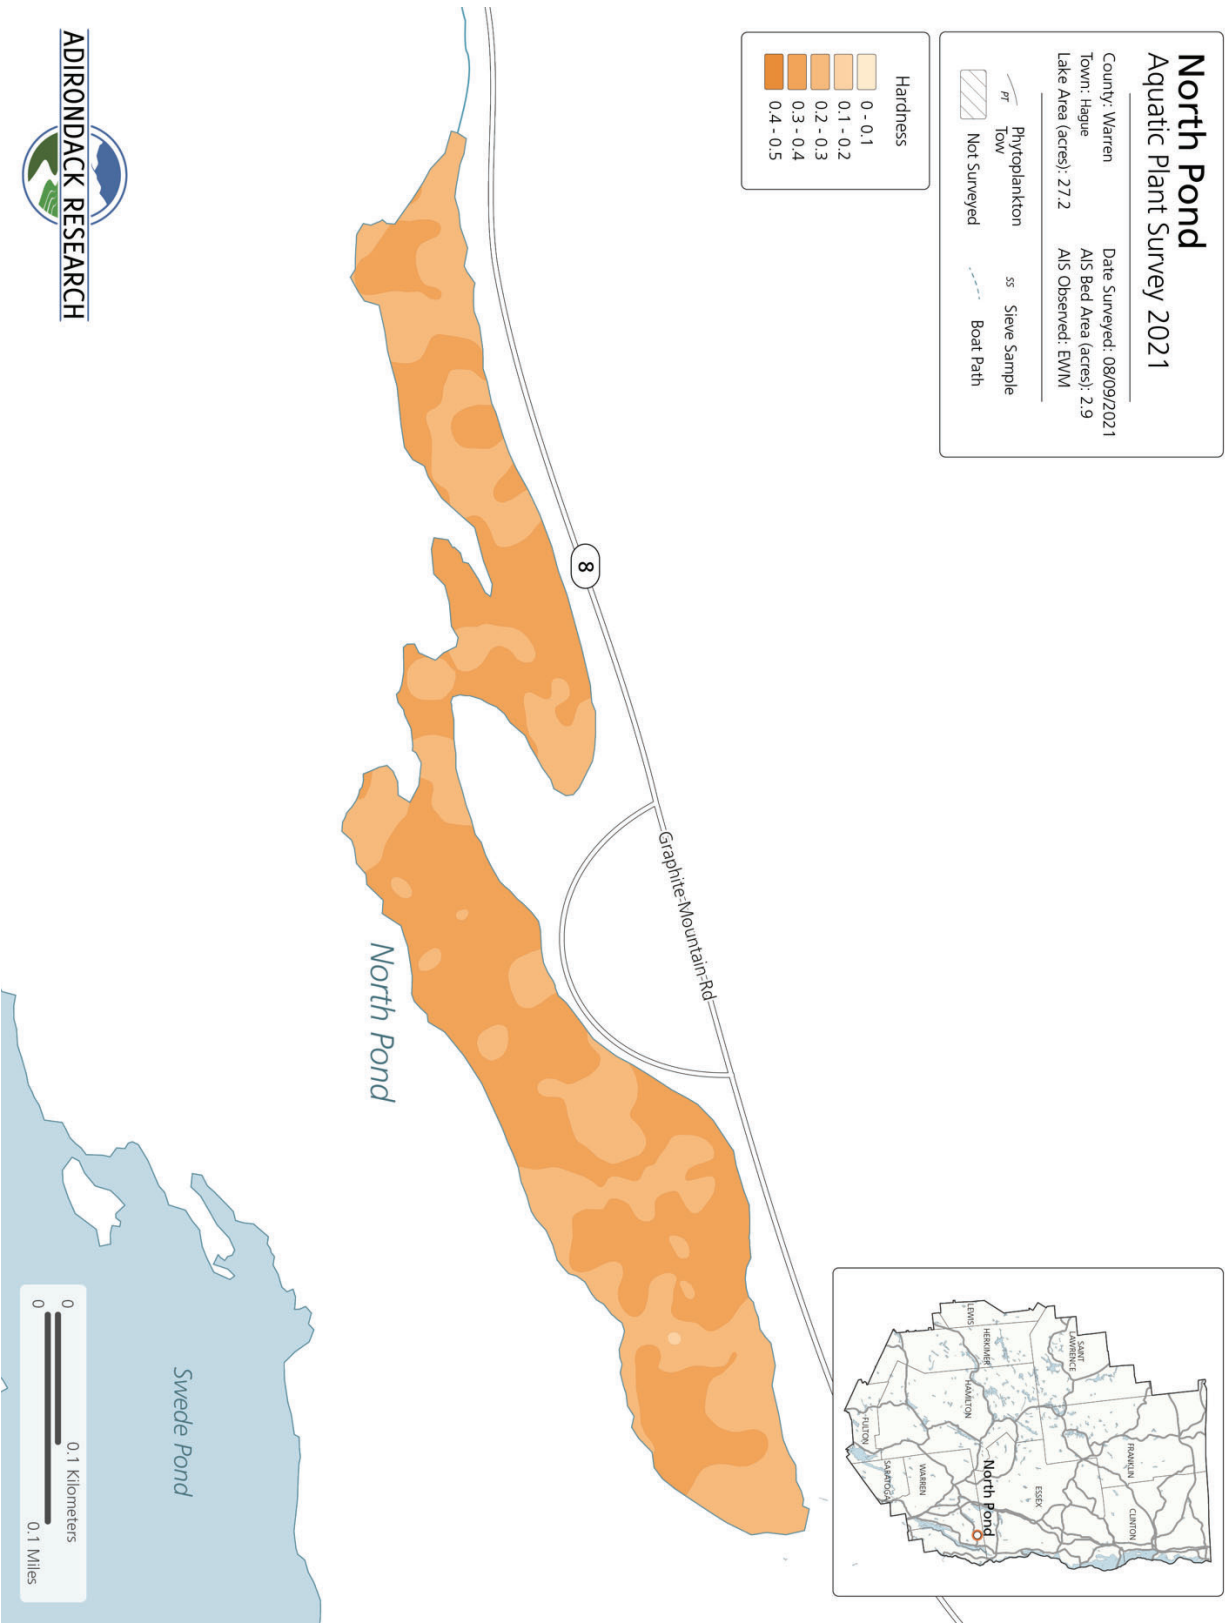 North Pond
Aquatic Plant Survey 2021
County: Warren
Town: Hague
Lake Area (acres): 27.2
Date Surveyed: 08/09/2021
AIS Bed Area (acres): 2.9
AIS Observed: EWM
PT
Phytoplankton
Tow
SS
Sieve Sample
Not Surveyed
Boat Path
Hardness
0 - 0.1
0.1 - 0.2
0.2 - 0.3
0.3 - 0.4
0.4 - 0.5
8
Graphite-Mountain-Rd
North Pond
Swede Pond
SAINT
LAWRENCE
FRANKLIN
CLINTON
LEWIS
HERKIMER
HAMILTON
ESSEX
North Pond
WARREN
FULTON
SARATOGA
0 0.1 Kilometers
0 0.1 Miles
ADIRONDACK RESEARCH